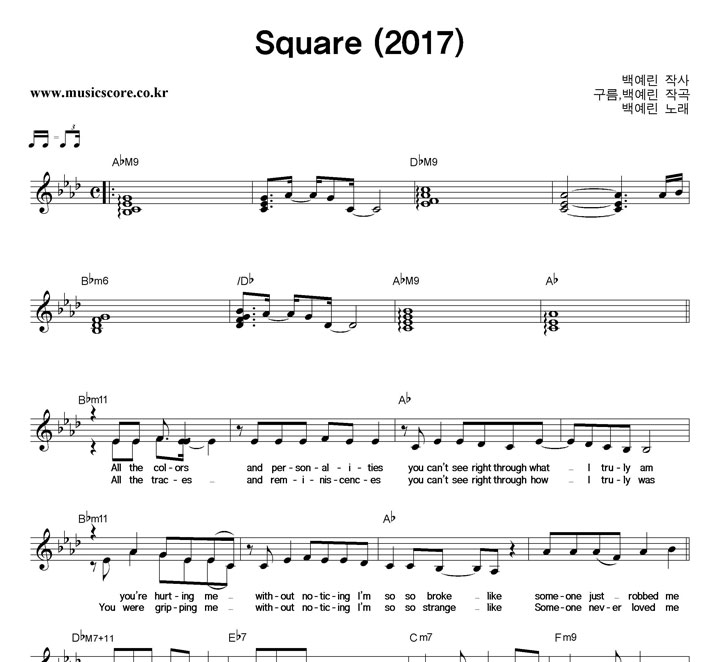 Square (2017)
백예린 작사
www.musicscore.co.kr
구름,백예린 작곡
백예린 노래
3
A♭M9 D♭M9
B♭m6 /D♭ A♭M9 A♭
B♭m11 A♭
All the col-ors and per-son-al-i-ties you can't see right through what I tru-ly am
All the trac-es and rem-i-nis-cenc-es you can't see right through how I tru-ly was
B♭m11 A♭
you're hurt-ing me with-out no-tic-ing I'm so so broke- like some-one just robbed me
You were grip-ping me with-out no-tic-ing I'm so so strange- like Some-one nev-er loved me
D♭M7+11 E♭7 Cm7 Fm9